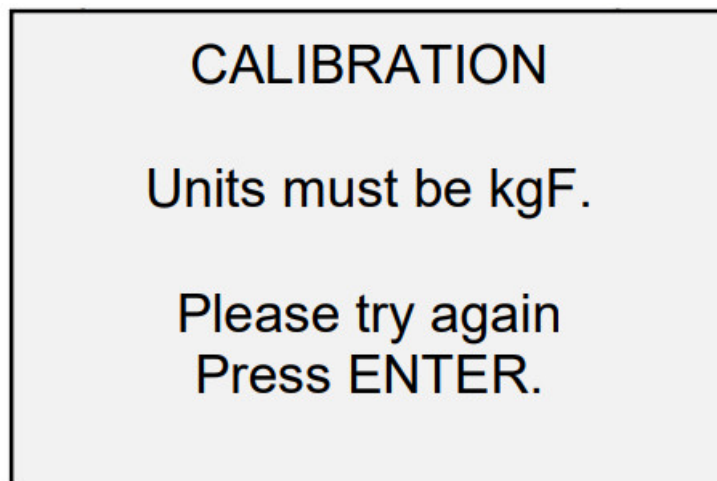 CALIBRATION
Units must be kgF.
Please try again
Press ENTER.